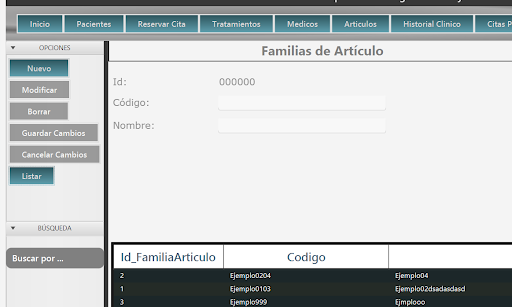 Inicio Pacientes Reservar Cita Tratamientos Medicos Articulos Historial Clinico Citas P
OPCIONES
Nuevo
Modificar
Borrar
Guardar Cambios
Cancelar Cambios
Listar
BÚSQUEDA
Buscar por ...
Familias de Artículo
Id: 000000
Código:
Nombre:
Id_FamiliaArticulo Codigo
2 Ejemplo0204 Ejemplo04
1 Ejemplo0103 Ejemplo02dsadasdasd
3 Ejemplo999 Ejmplooo